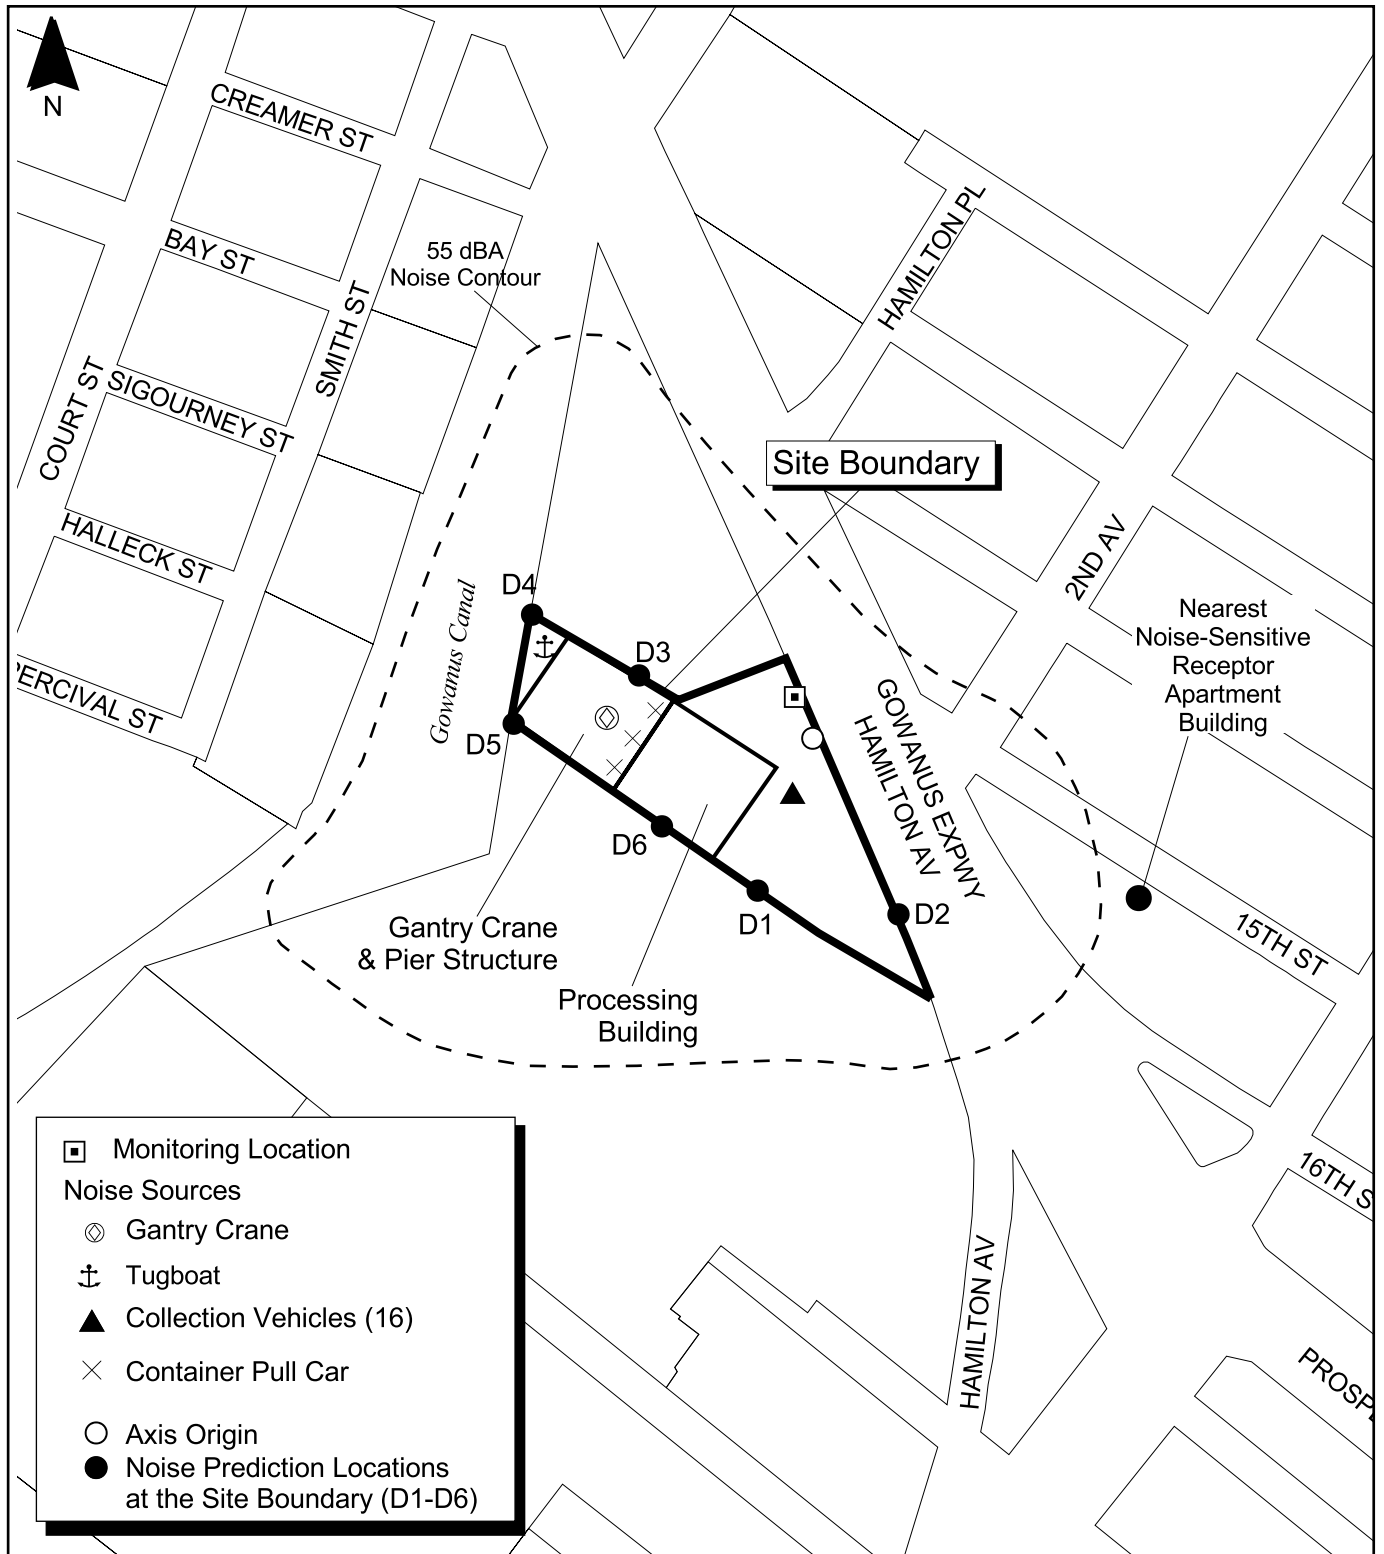 N
CREAMER ST
BAY ST
55 dBA
Noise Contour
HAMILTON PL
SMITH ST
COURT ST
SIGOURNEY ST
Site Boundary
HALLECK ST
2ND AV
D4
Gowanus Canal
Nearest
Noise-Sensitive
Receptor
Apartment
Building
D3
PERCIVAL ST
D5
GOWANUS EXPWY
HAMILTON AV
D6
D1
D2
15TH ST
Gantry Crane
& Pier Structure
Processing
Building
Monitoring Location
Noise Sources
Gantry Crane
Tugboat
Collection Vehicles (16)
Container Pull Car
Axis Origin
Noise Prediction Locations
at the Site Boundary (D1-D6)
16TH S
HAMILTON AV
PROSP